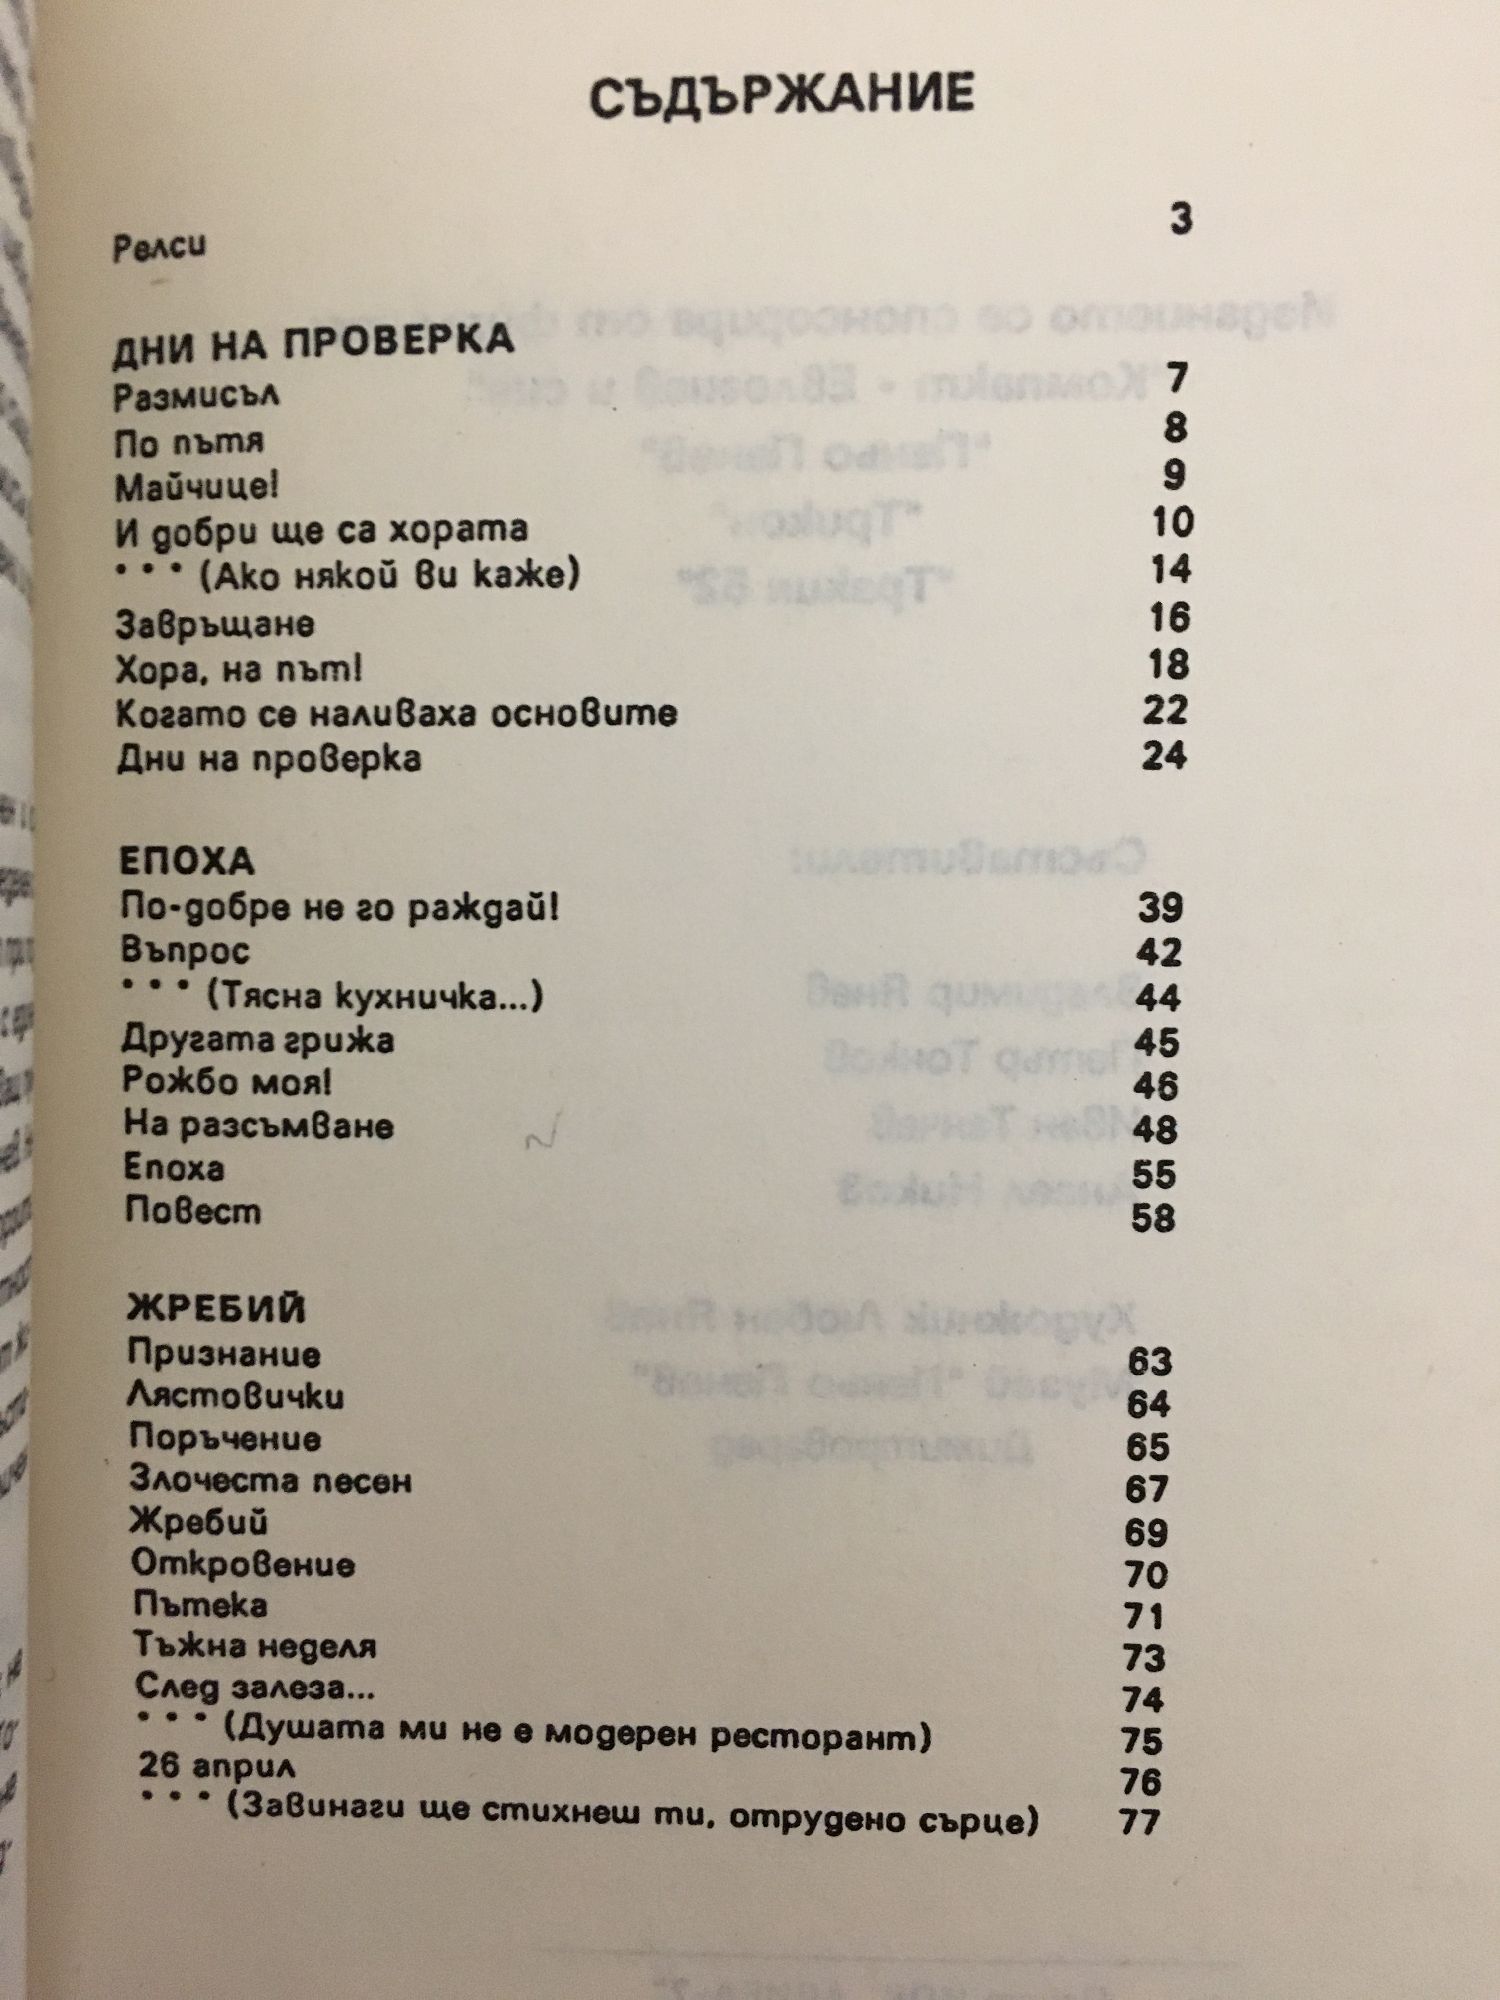 СЪДЪРЖАНИЕ
Релси 3
ДНИ НА ПРОВЕРКА
Размисъл 7
По пътя 8
Майчице! 9
И добри ще са хората 10
* * * (Ако някой ви каже) 14
Завръщане 16
Хора, на път! 18
Когато се наливаха основите 22
Дни на проверка 24
ЕПОХА
По-добре не го раждай! 39
Въпрос 42
* * * (Тясна кухничка...) 44
Другата грижа 45
Рожбо моя! 46
На разсъмване 48
Епоха 55
Повест 58
ЖРЕБИЙ
Признание 63
Лястовички 64
Поръчение 65
Злочеста песен 67
Жребий 69
Откровение 70
Пътека 71
Тъжна неделя 73
След залеза... 74
* * * (Душата ми не е модерен ресторант) 75
26 април 76
* * * (Завинаги ще стихнеш ти, отрудено сърце) 77